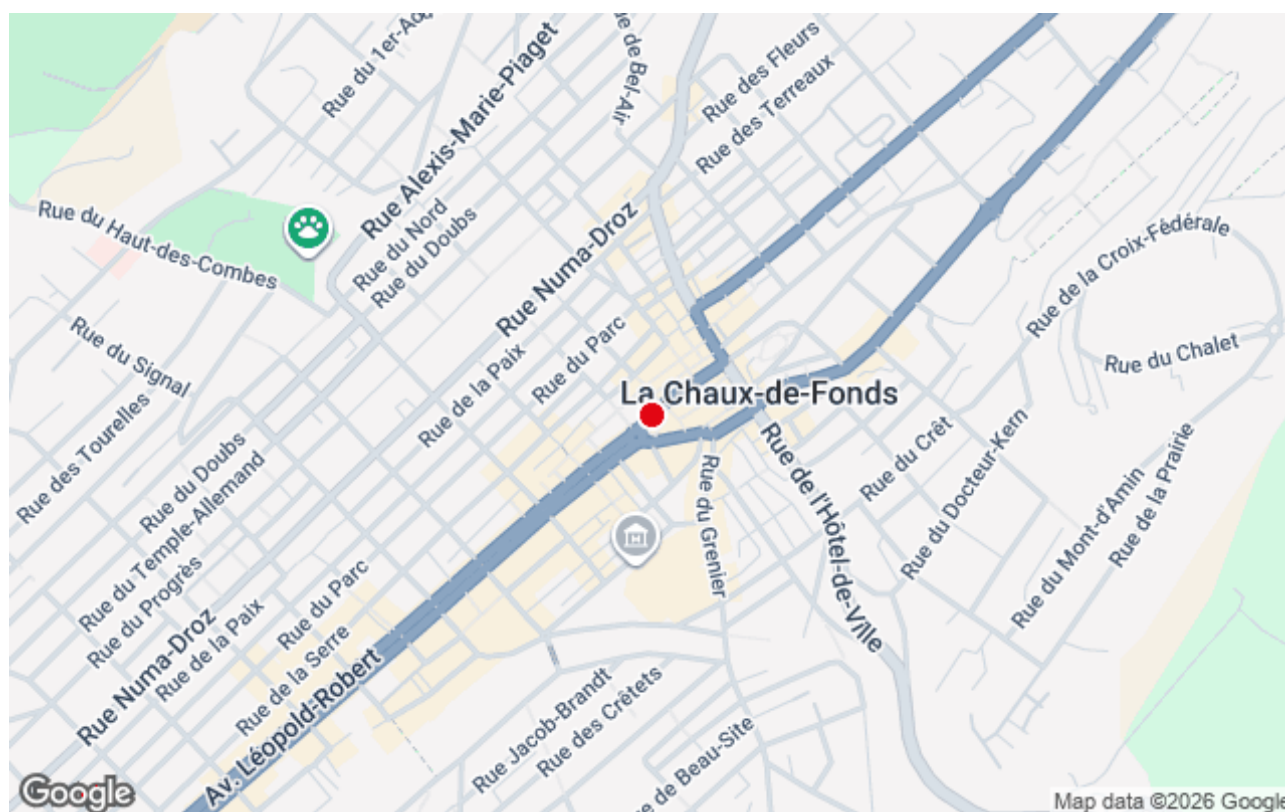 Rue du 1er-Ao
Rue Alexis-Marie-Piaget
e de Bel-Air
Rue des Fleurs
Rue des Terreaux
Rue du Haut-des-Combes
Rue du Nord
Rue du Doubs
Rue Numa-Droz
Rue de la Croix-Fédérale
Rue du Signal
Rue de la Paix
Rue du Parc
Rue du Chalet
La Chaux-de-Fonds
Rue des Tourelles
Rue du Doubs
Rue du Temple-Allemand
Rue du Progrès
Rue Numa-Droz
Rue de la Paix
Rue du Parc
Rue de la Serre
Av. Léopold-Robert
Rue du Grenier
Rue de l'Hôtel-de-Ville
Rue du Crêt
Rue du Docteur-Kern
Rue du Mont-d'Amin
Rue de la Prairie
Rue Jacob-Brandt
Rue des Crêtets
e de Beau-Site
Google
Map data ©2026 Google